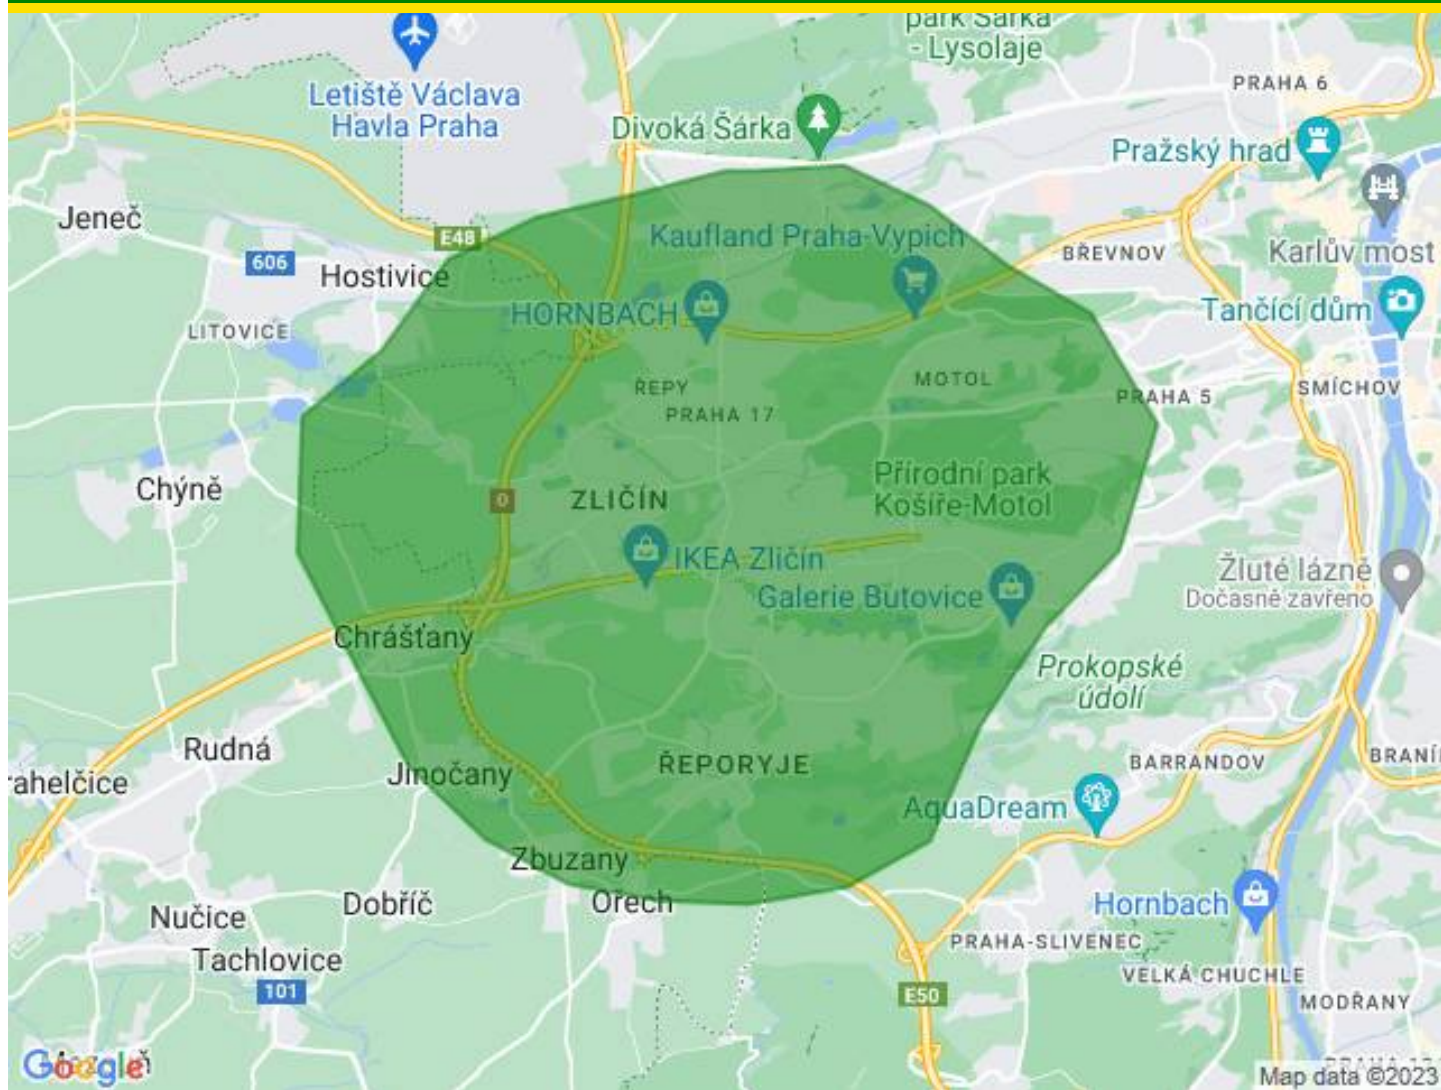 park Šárka
- Lysolaje
PRAHA 6
Letiště Václava
Havla Praha
Divoká Šárka
Pražský hrad
Jeneč
E48
Kaufland Praha-Vypich
BŘEVNOV
Karlův most
606
Hostivice
HORNBACH
Tančící dům
LITOVICE
ŘEPY
MOTOL
PRAHA 5
SMÍCHOV
PRAHA 17
Chýně
0
ZLIČÍN
Přírodní park
Košíře-Motol
IKEA Zličín
Galerie Butovice
Žluté lázně
Dočasně zavřeno
Chrášťany
Prokopské
údolí
Rudná
Jinočany
ŘEPORYJE
BARRANDOV
BRANÍ
rahelčice
AquaDream
Zbuzany
Nučice
Dobříč
Ořech
Hornbach
Tachlovice
PRAHA-SLIVENEC
VELKÁ CHUCHLE
101
E50
MODŘANY
Google
Map data ©2023